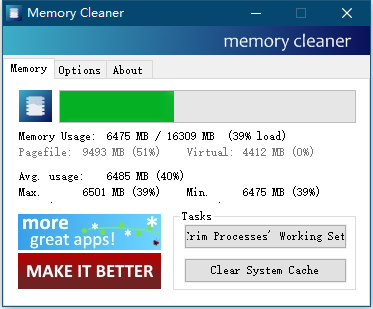 Memory Cleaner
memory cleaner
Memory Options About
Memory Usage: 6475 MB / 16309 MB (39% load)
Pagefile: 9493 MB (51%) Virtual: 4412 MB (0%)
Avg. usage: 6485 MB (40%)
Max. 6501 MB (39%) Min. 6475 MB (39%)
more
great apps!
MAKE IT BETTER
Tasks
Trim Processes' Working Set
Clear System Cache